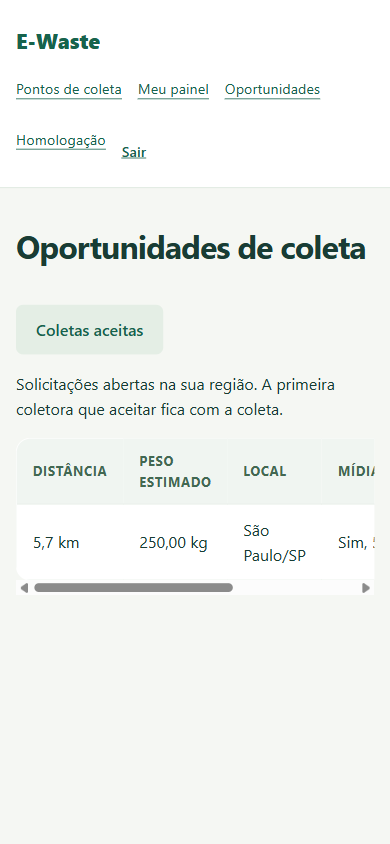 E-Waste
Pontos de coleta Meu painel Oportunidades
Homologação Sair
Oportunidades de coleta
Coletas aceitas
Solicitações abertas na sua região. A primeira
coletora que aceitar fica com a coleta.
DISTÂNCIA PESO ESTIMADO LOCAL
5,7 km 250,00 kg São Paulo/SP Sim,